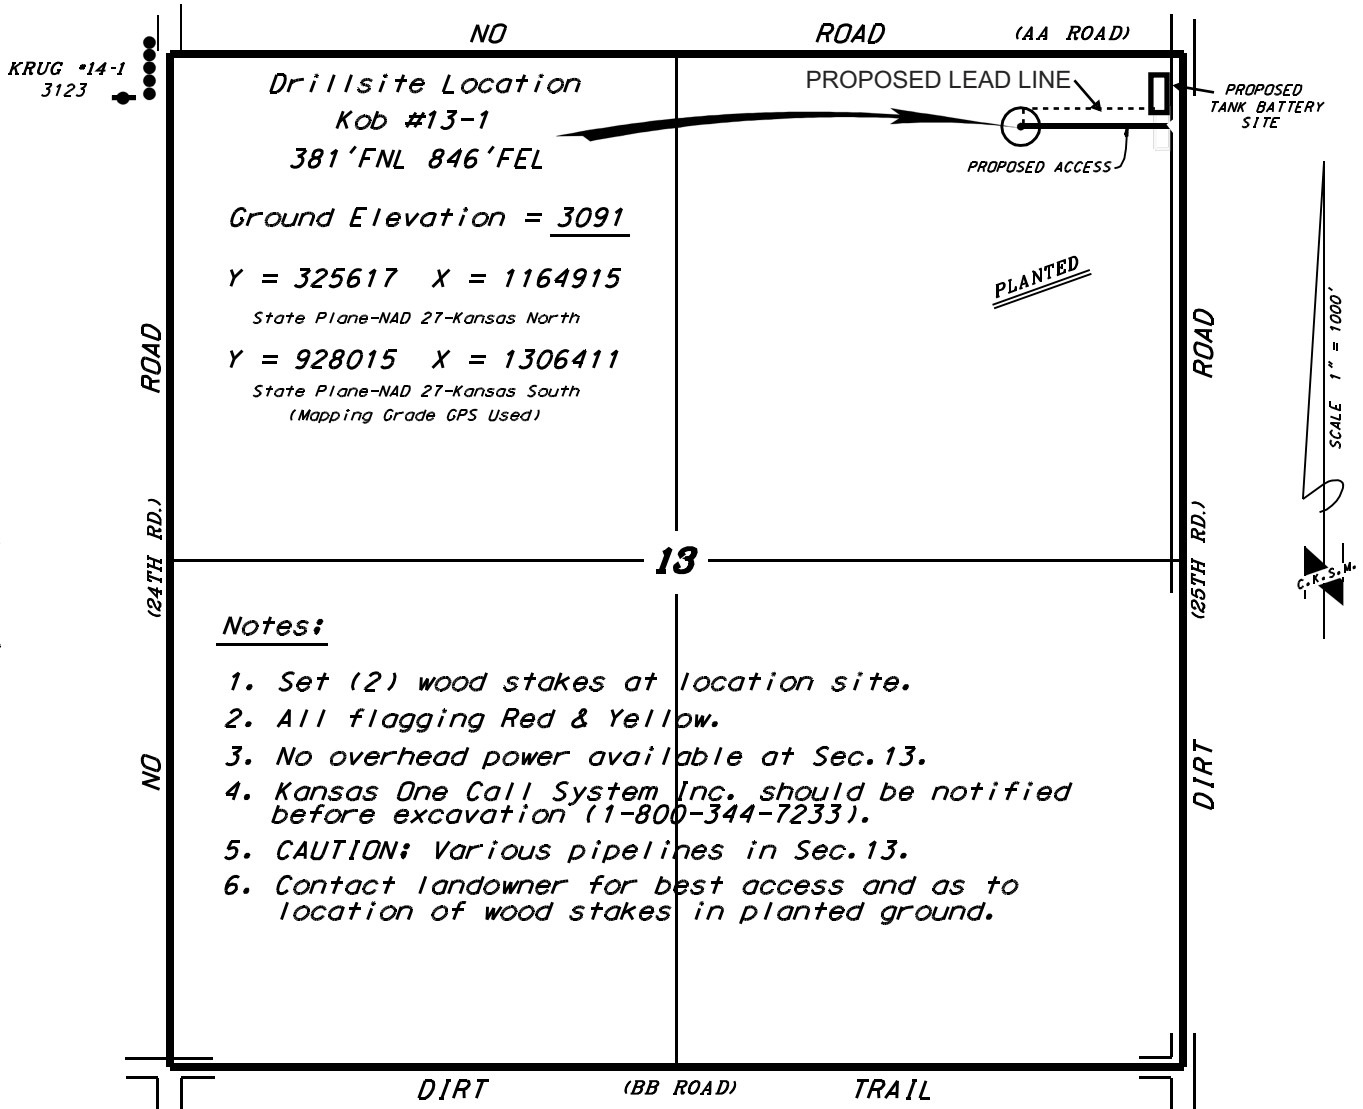 NO ROAD (AA ROAD)
KRUG #14-1
3123
Drillsite Location
Kob #13-1
381'FNL 846'FEL
Ground Elevation = 3091
Y = 325617 X = 1164915
State Plane-NAD 27-Kansas North
Y = 928015 X = 1306411
State Plane-NAD 27-Kansas South
(Mapping Grade GPS Used)
PROPOSED LEAD LINE
PROPOSED
TANK BATTERY
SITE
PROPOSED ACCESS
PLANTED
ROAD
(24TH RD.)
NO
ROAD
(25TH RD.)
DIRT
SCALE 1" = 1000'
C.K.S.M.
13
Notes:
1. Set (2) wood stakes at location site.
2. All flagging Red & Yellow.
3. No overhead power available at Sec.13.
4. Kansas One Call System Inc. should be notified
before excavation (1-800-344-7233).
5. CAUTION: Various pipelines in Sec.13.
6. Contact landowner for best access and as to
location of wood stakes in planted ground.
DIRT (BB ROAD) TRAIL